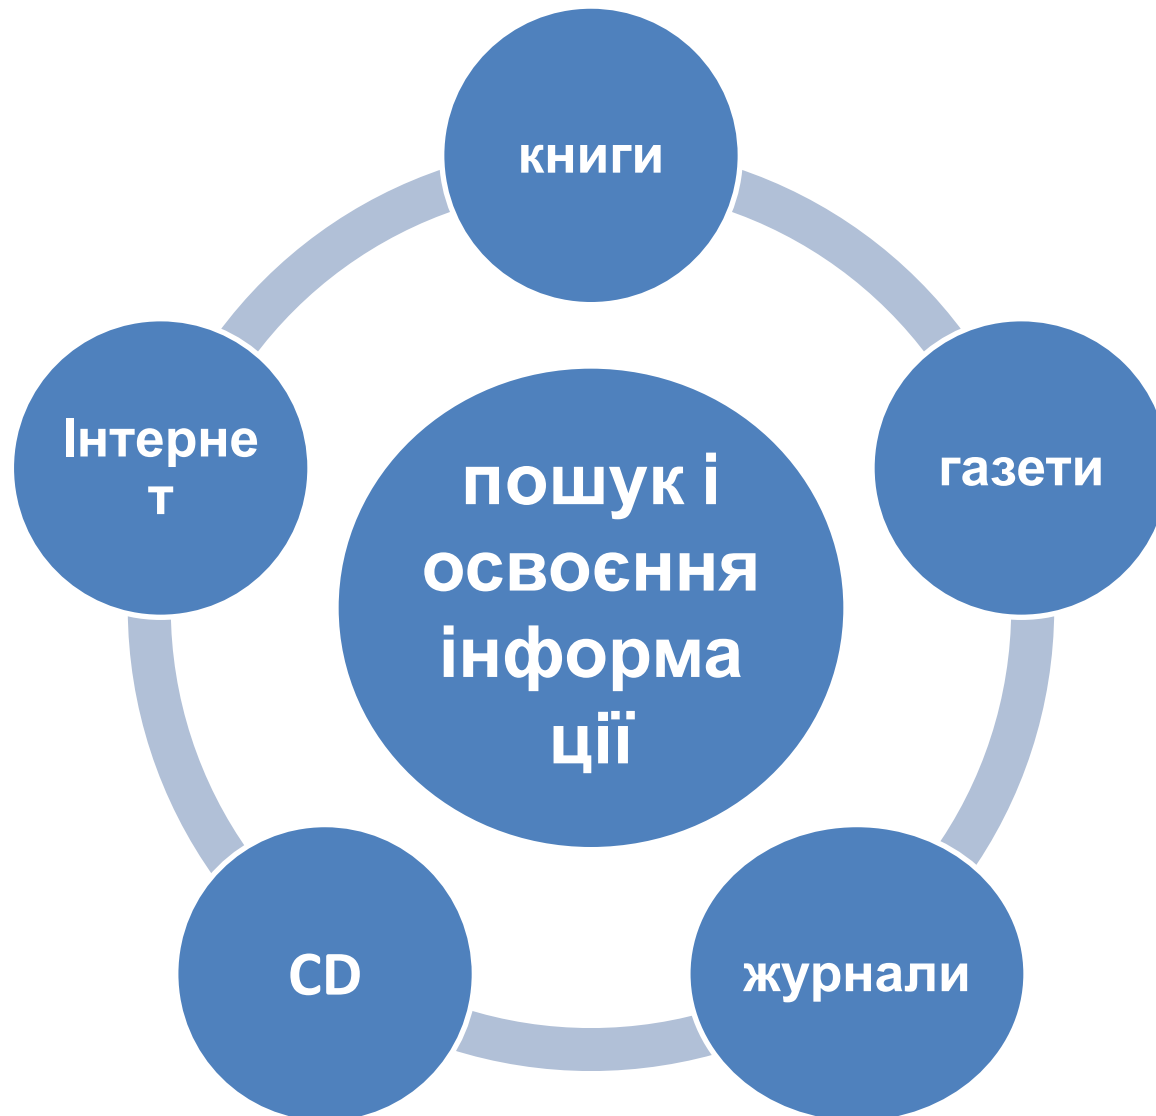 книги
газети
журнали
CD
Інтерне
т
пошук і
освоєння
інформа
ції